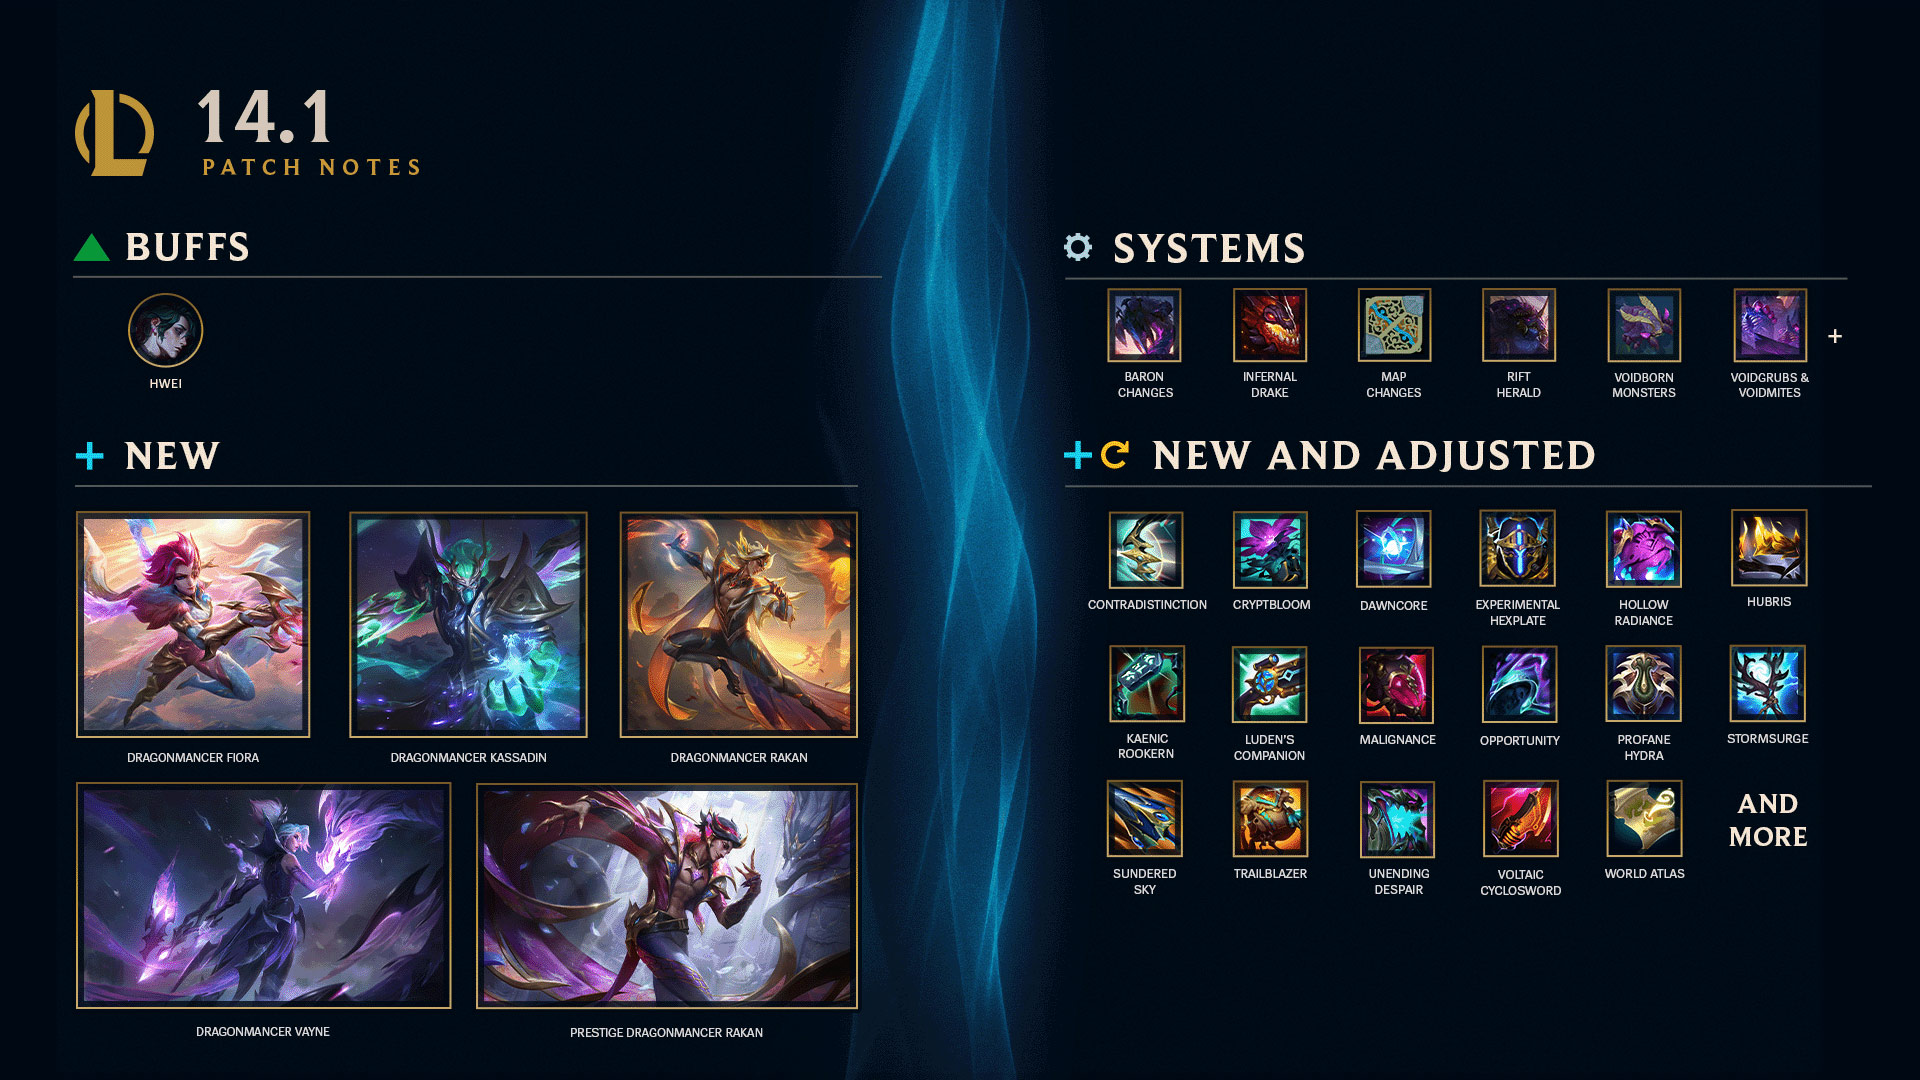 14.1
PATCH NOTES
BUFFS
HWEI
NEW
DRAGONMANCER FIORA
DRAGONMANCER KASSADIN
DRAGONMANCER RAKAN
DRAGONMANCER VAYNE
PRESTIGE DRAGONMANCER RAKAN
SYSTEMS
BARON
CHANGES
INFERNAL
DRAKE
MAP
CHANGES
RIFT
HERALD
VOIDBORN
MONSTERS
VOIDGRUBS &
VOIDMITES
+
NEW AND ADJUSTED
CONTRADISTINCTION
CRYPTBLOOM
DAWNCORE
EXPERIMENTAL
HEXPLATE
HOLLOW
RADIANCE
HUBRIS
KAENIC
ROOKERN
LUDEN'S
COMPANION
MALIGNANCE
OPPORTUNITY
PROFANE
HYDRA
STORMSURGE
SUNDERED
SKY
TRAILBLAZER
UNENDING
DESPAIR
VOLTAIC
CYCLOSWORD
WORLD ATLAS
AND
MORE